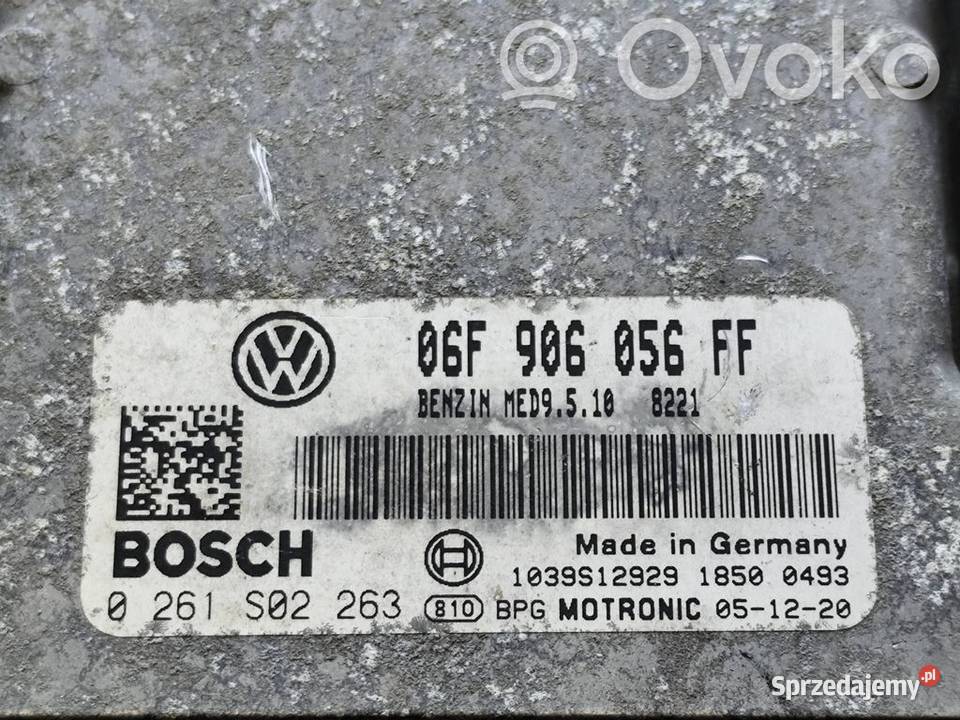 Ovoko
06F 906 056 FF
BENZIN MED9.5.10 8221
BOSCH
Made in Germany
1039S12929 1850 0493
0 261 S02 263 810 BPG MOTRONIC 05-12-20
Sprzedajemy.pl